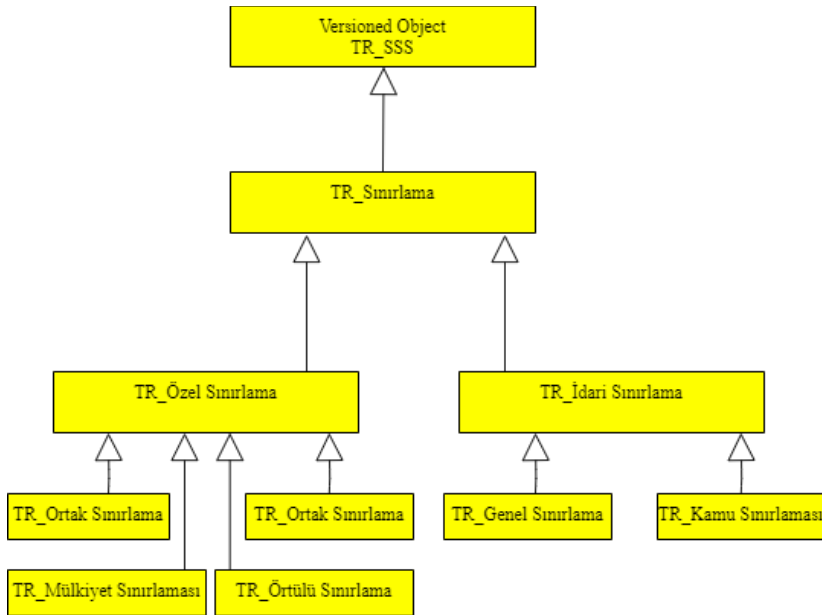 Versioned Object
TR_SSS
TR_Sınırlama
TR_Özel Sınırlama
TR_İdari Sınırlama
TR_Ortak Sınırlama
TR_Ortak Sınırlama
TR_Genel Sınırlama
TR_Kamu Sınırlaması
TR_Mülkiyet Sınırlaması
TR_Örtülü Sınırlama